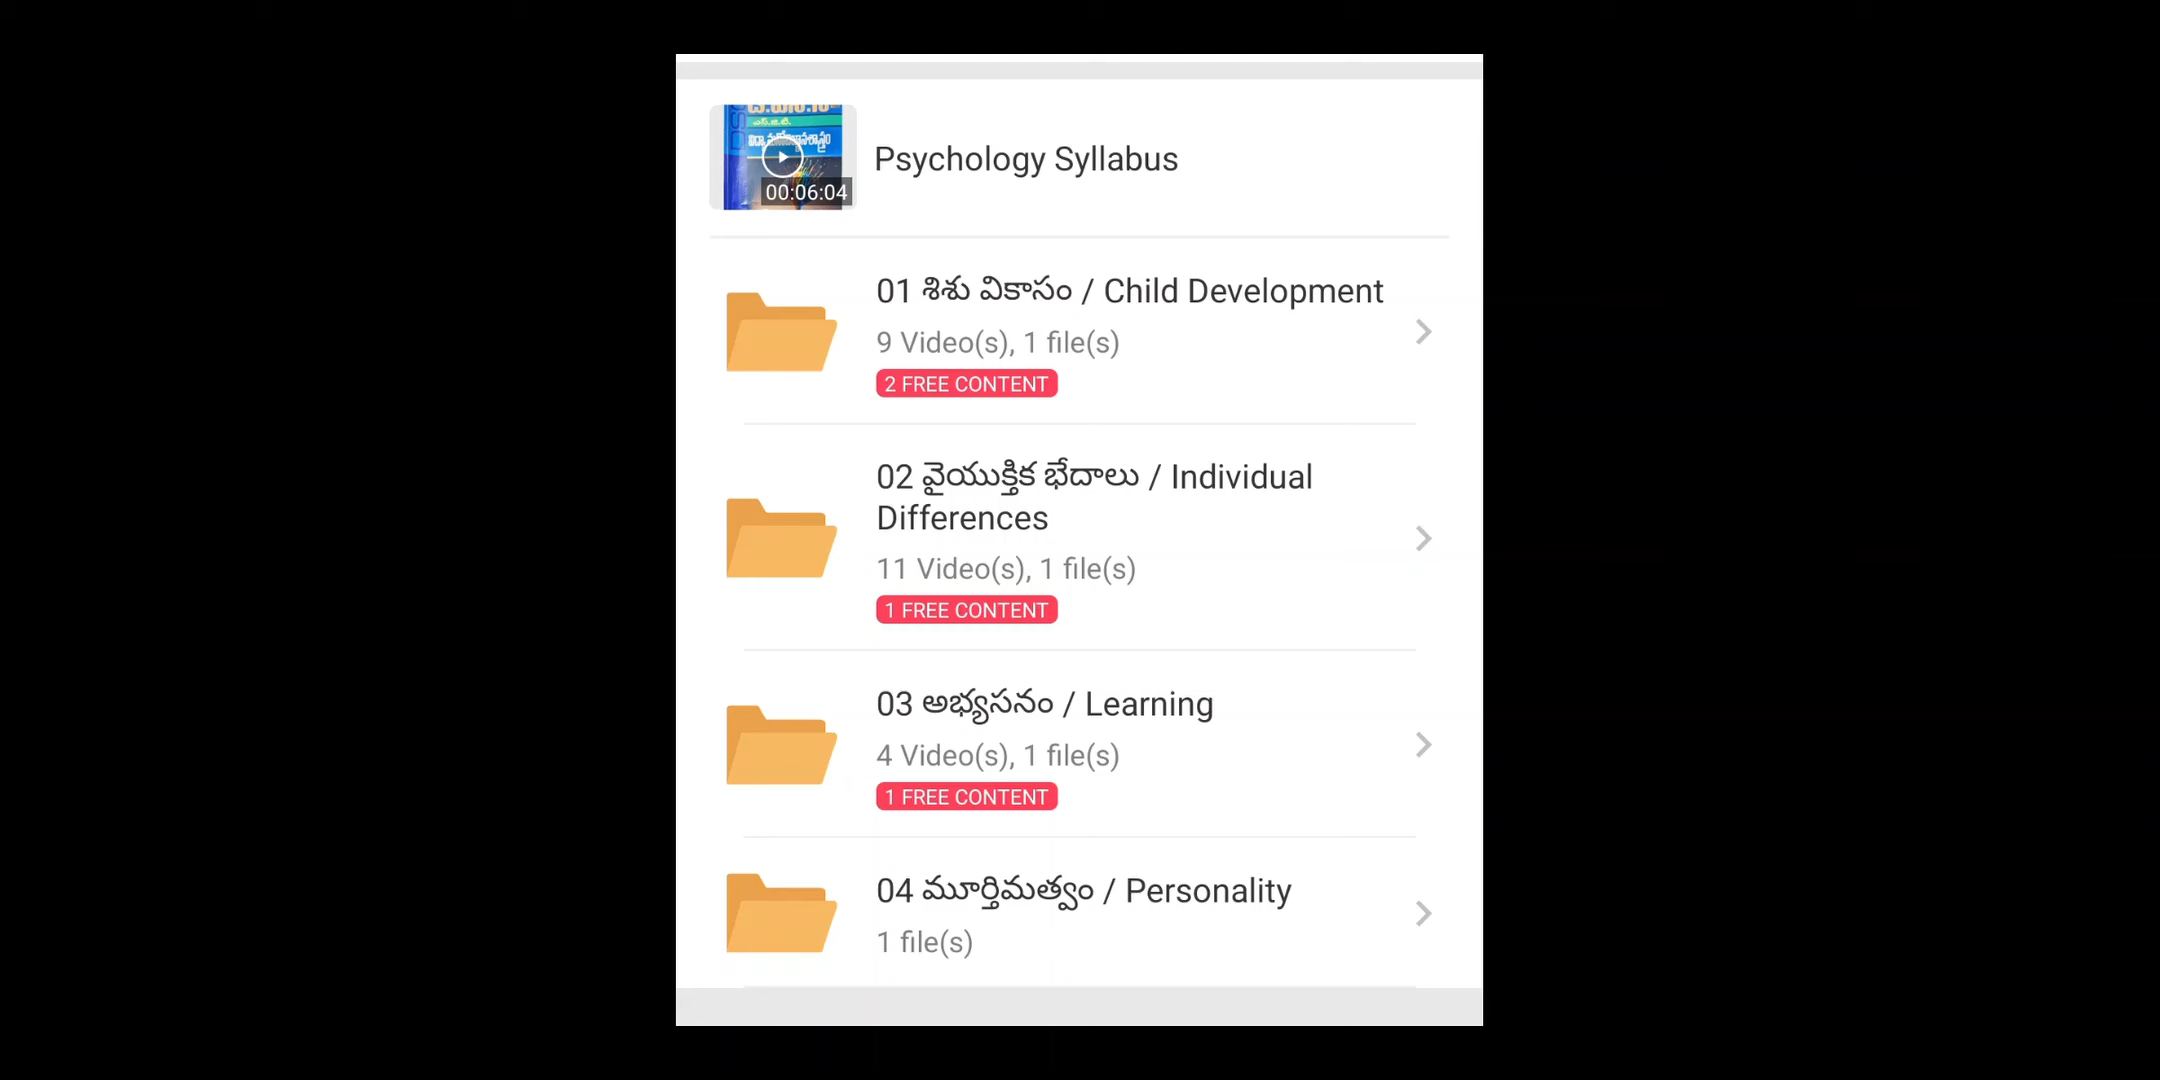 ఎస్.జి.టి.
00:06:04
Psychology Syllabus
01 శిశు వికాసం / Child Development
9 Video(s), 1 file(s)
2 FREE CONTENT
02 వైయుక్తిక భేదాలు / Individual
Differences
11 Video(s), 1 file(s)
1 FREE CONTENT
03 అభ్యసనం / Learning
4 Video(s), 1 file(s)
1 FREE CONTENT
04 మూర్తిమత్వం / Personality
1 file(s)